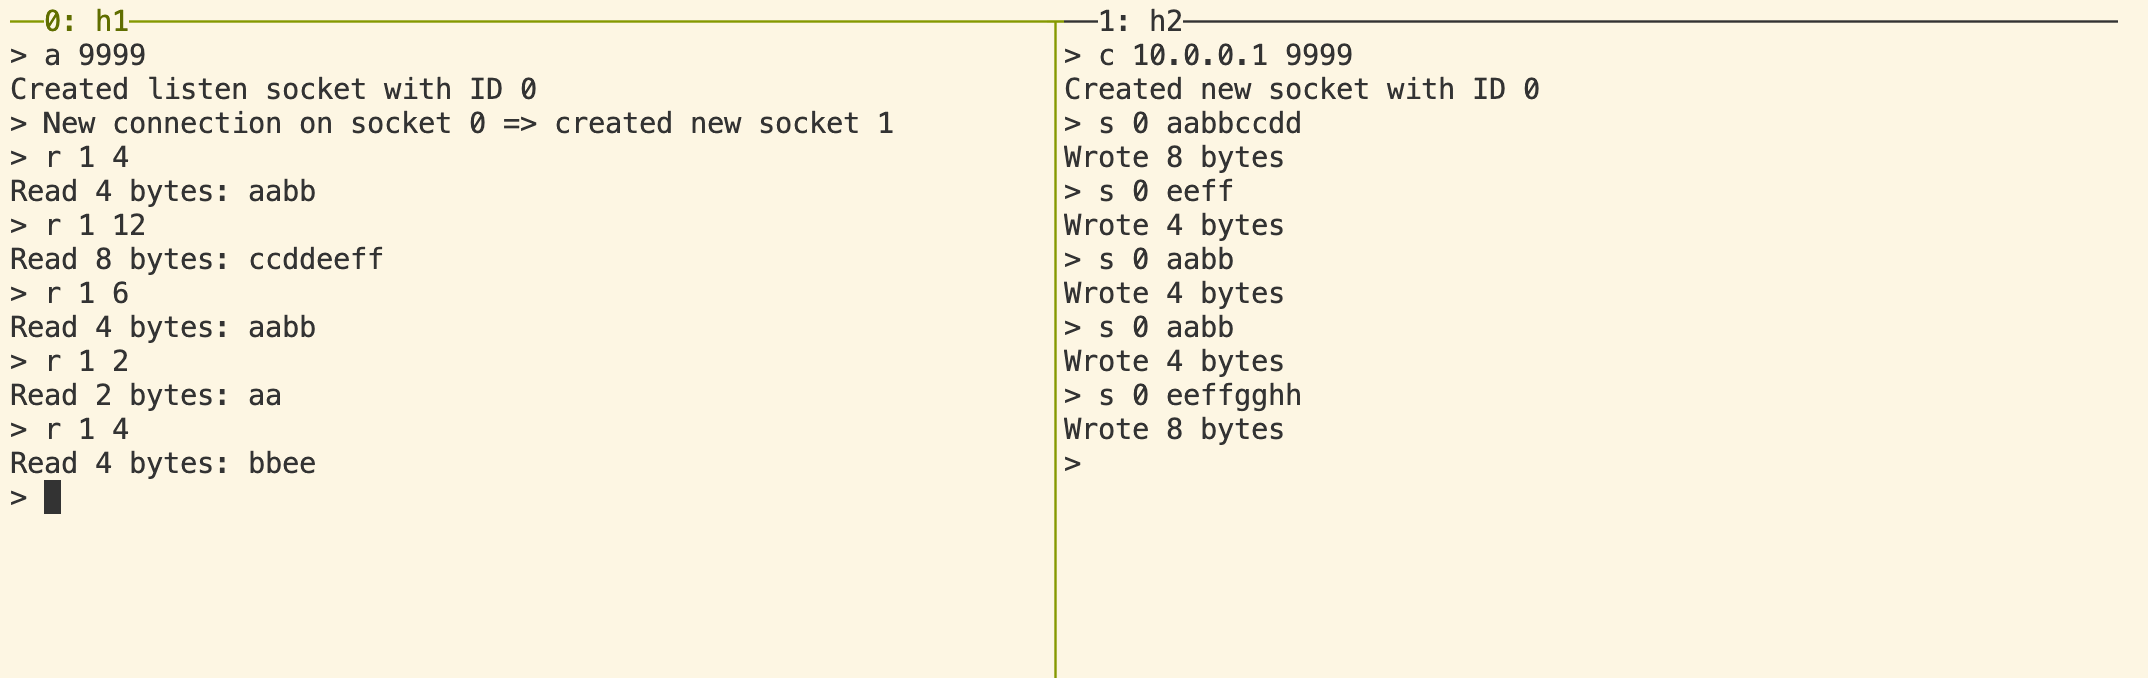 0: h1
> a 9999
Created listen socket with ID 0
> New connection on socket 0 => created new socket 1
> r 1 4
Read 4 bytes: aabb
> r 1 12
Read 8 bytes: ccddeeff
> r 1 6
Read 4 bytes: aabb
> r 1 2
Read 2 bytes: aa
> r 1 4
Read 4 bytes: bbee
>
1: h2
> c 10.0.0.1 9999
Created new socket with ID 0
> s 0 aabbccdd
Wrote 8 bytes
> s 0 eeff
Wrote 4 bytes
> s 0 aabb
Wrote 4 bytes
> s 0 aabb
Wrote 4 bytes
> s 0 eeffgghh
Wrote 8 bytes
>